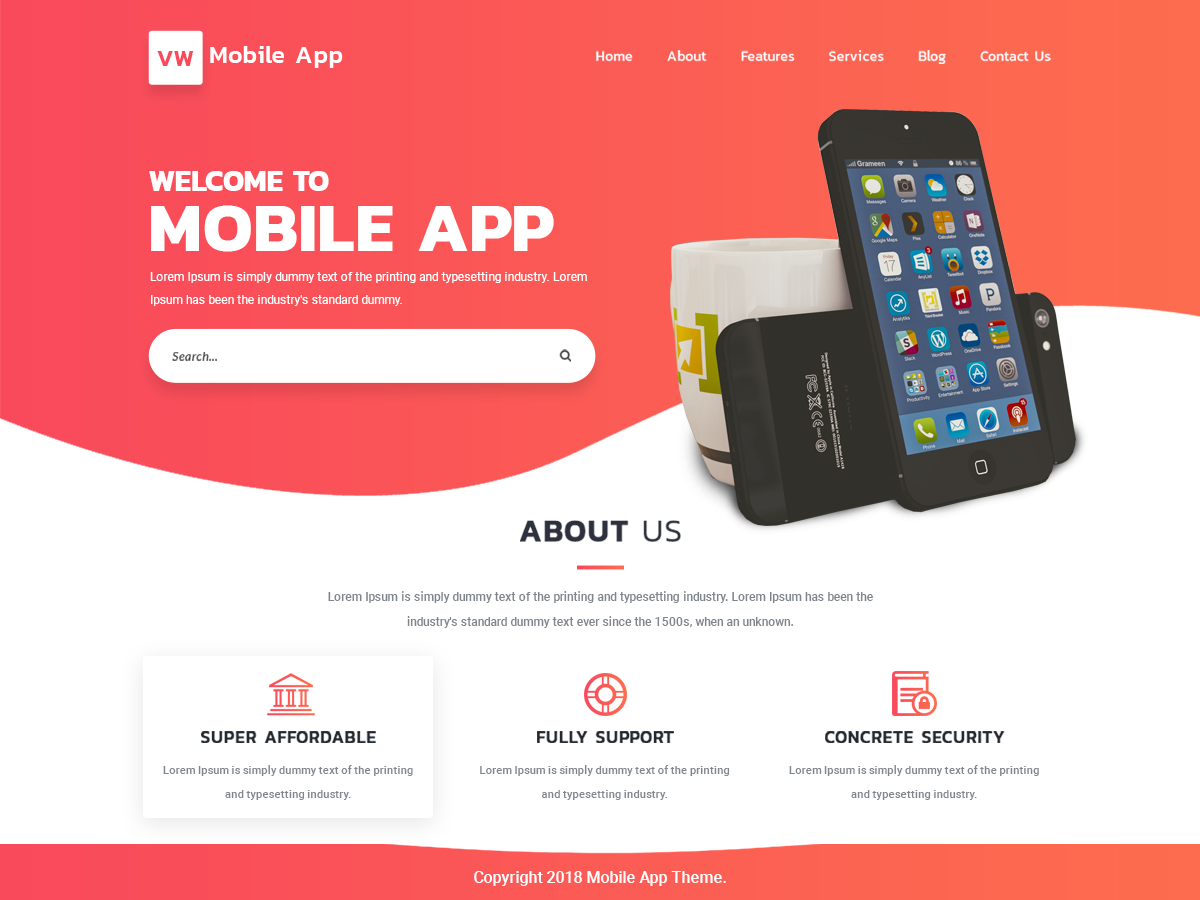 VW Mobile App
Home About Features Services Blog Contact Us
WELCOME TO
MOBILE APP
Lorem Ipsum is simply dummy text of the printing and typesetting industry. Lorem
Ipsum has been the industry's standard dummy.
Search...
Grameen
86 %
Messages Camera Weather Clock
Google Maps Plex Calculator OneNote
Friday
17
3
Calendar AnyList Tweetbot Dropbox
Analytiks Music Pandora
Slack WordPress OneDrive Passbook
Productivity Entertainment App Store Settings
15
Phone Mail Safari Instacast
ABOUT US
Lorem Ipsum is simply dummy text of the printing and typesetting industry. Lorem Ipsum has been the
industry's standard dummy text ever since the 1500s, when an unknown.
SUPER AFFORDABLE
Lorem Ipsum is simply dummy text of the printing
and typesetting industry.
FULLY SUPPORT
Lorem Ipsum is simply dummy text of the printing
and typesetting industry.
CONCRETE SECURITY
Lorem Ipsum is simply dummy text of the printing
and typesetting industry.
Copyright 2018 Mobile App Theme.